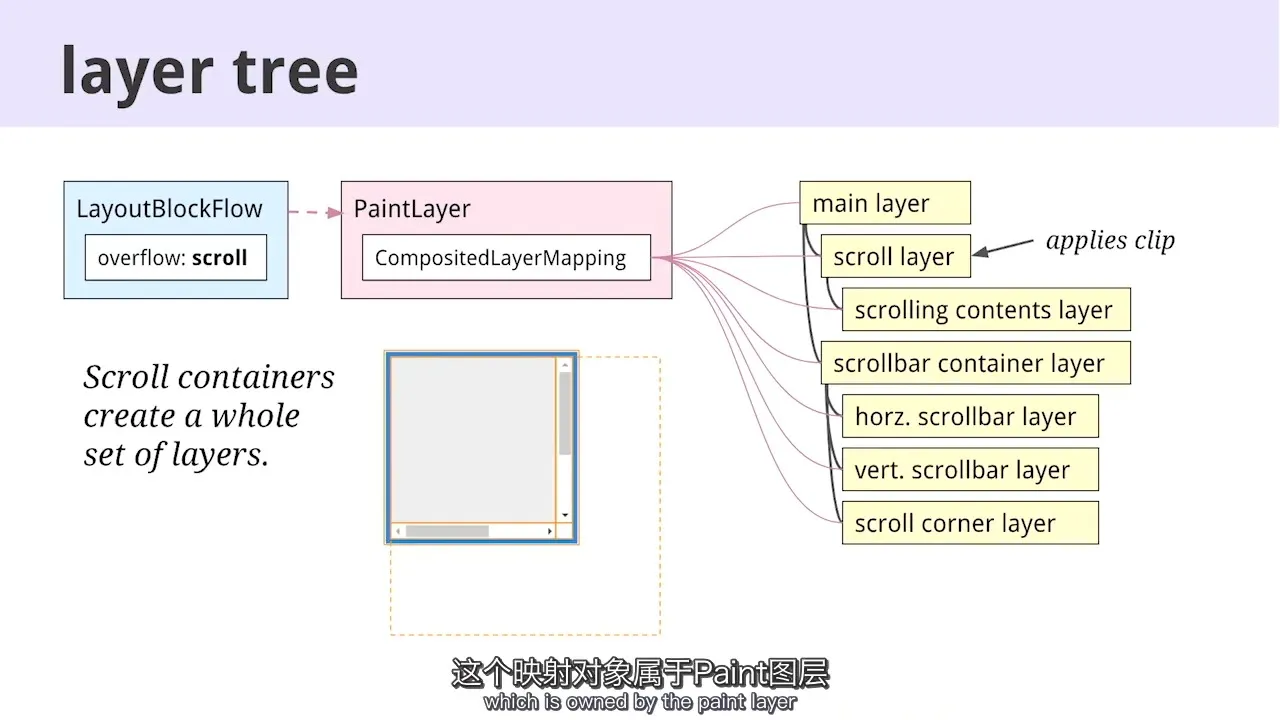 layer tree
LayoutBlockFlow
overflow: scroll
PaintLayer
CompositedLayerMapping
main layer
scroll layer
applies clip
scrolling contents layer
scrollbar container layer
horz. scrollbar layer
vert. scrollbar layer
scroll corner layer
Scroll containers
create a whole
set of layers.
这个映射对象属于Paint图层
which is owned by the paint layer